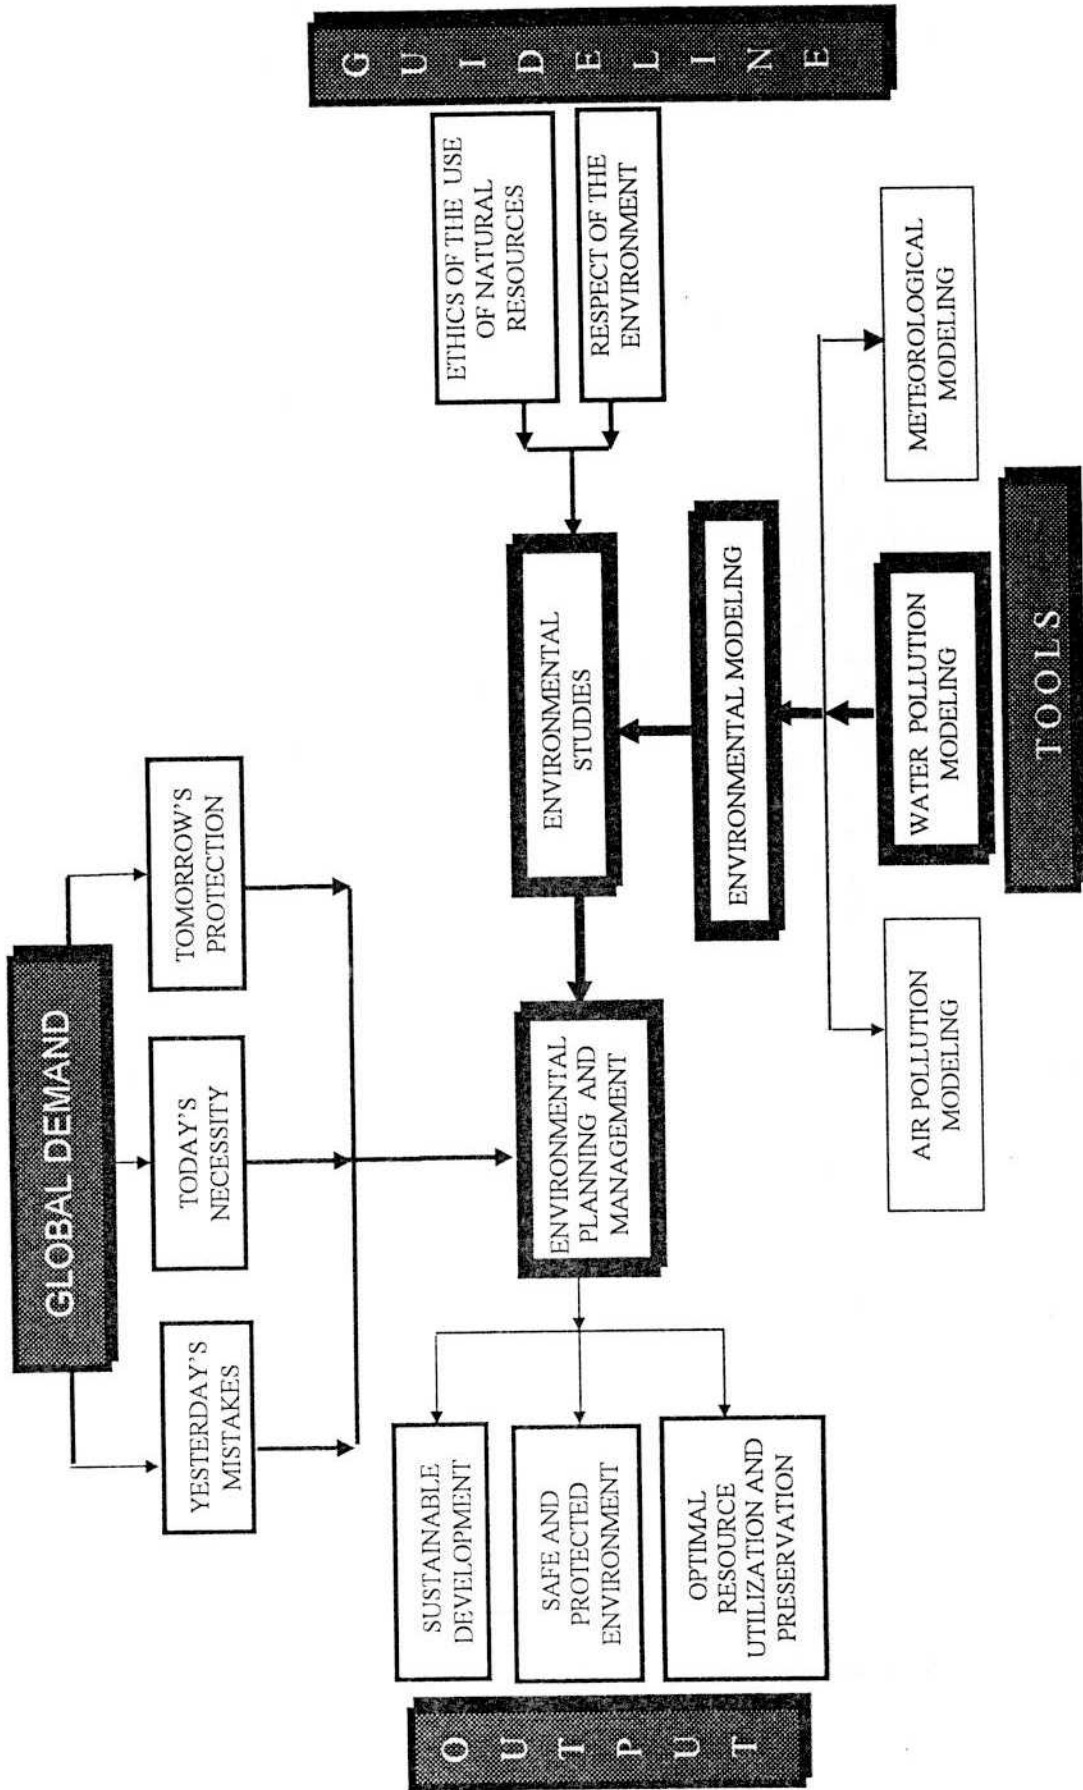 GLOBAL DEMAND
YESTERDAY'S
MISTAKES
TODAY'S
NECESSITY
TOMORROW'S
PROTECTION
OUTPUT
SUSTAINABLE
DEVELOPMENT
SAFE AND
PROTECTED
ENVIRONMENT
OPTIMAL
RESOURCE
UTILIZATION AND
PRESERVATION
ENVIRONMENTAL
PLANNING AND
MANAGEMENT
ENVIRONMENTAL
STUDIES
ETHICS OF THE USE
OF NATURAL
RESOURCES
RESPECT OF THE
ENVIRONMENT
GUIDELINE
ENVIRONMENTAL MODELING
AIR POLLUTION
MODELING
WATER POLLUTION
MODELING
METEOROLOGICAL
MODELING
TOOLS